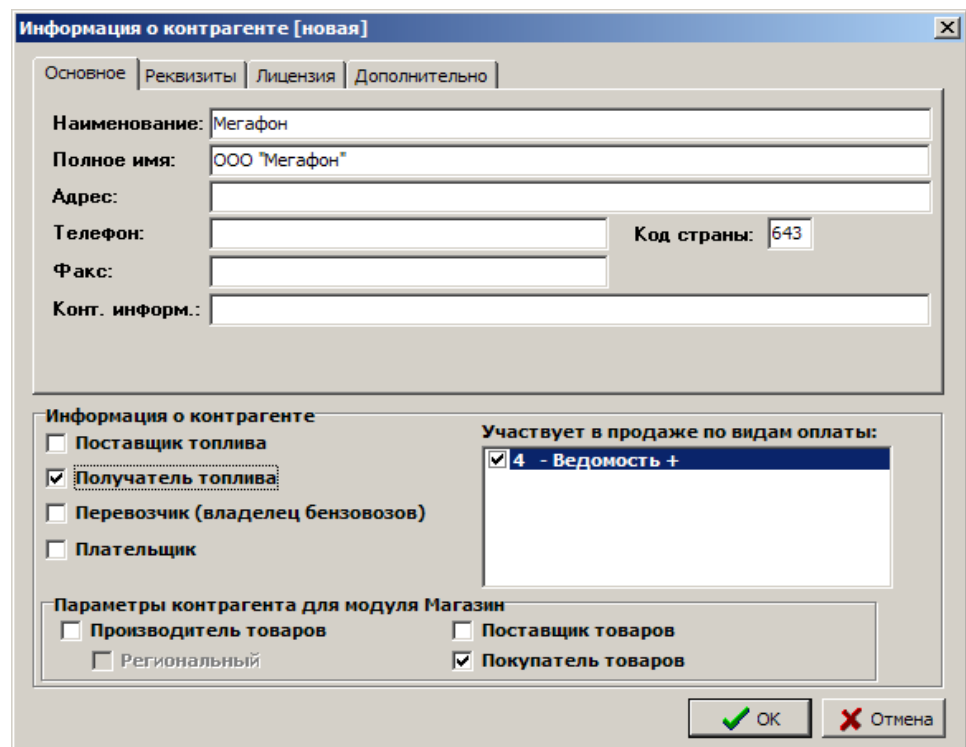 Информация о контрагенте [новая]
Основное Реквизиты Лицензия Дополнительно
Наименование: Мегафон
Полное имя: ООО "Мегафон"
Адрес:
Телефон: Код страны: 643
Факс:
Конт. информ.:
Информация о контрагенте
Поставщик топлива
Получатель топлива
Перевозчик (владелец бензовозов)
Плательщик
Участвует в продаже по видам оплаты:
4 - Ведомость +
Параметры контрагента для модуля Магазин
Производитель товаров Поставщик товаров
Региональный Покупатель товаров
OK Отмена